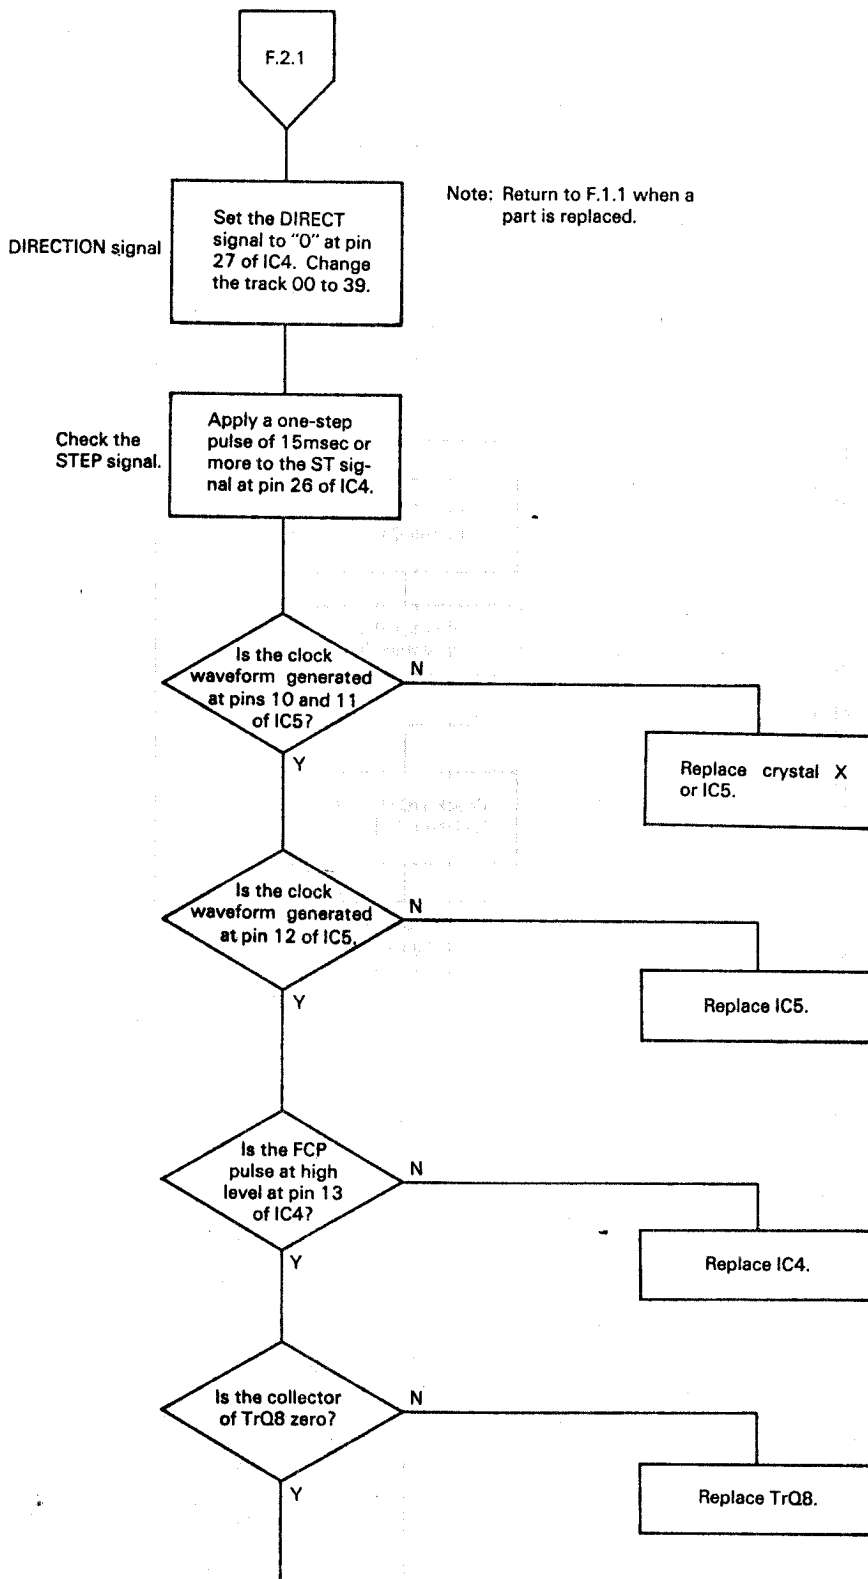 F.2.1
Note: Return to F.1.1 when a
part is replaced.
DIRECTION signal
Set the DIRECT
signal to "0" at pin
27 of IC4. Change
the track 00 to 39.
Check the
STEP signal.
Apply a one-step
pulse of 15msec or
more to the ST sig-
nal at pin 26 of IC4.
Is the clock
waveform generated
at pins 10 and 11
of IC5?
N
Y
Replace crystal X
or IC5.
Is the clock
waveform generated
at pin 12 of IC5.
N
Y
Replace IC5.
Is the FCP
pulse at high
level at pin 13
of IC4?
N
Y
Replace IC4.
Is the collector
of TrQ8 zero?
N
Y
Replace TrQ8.